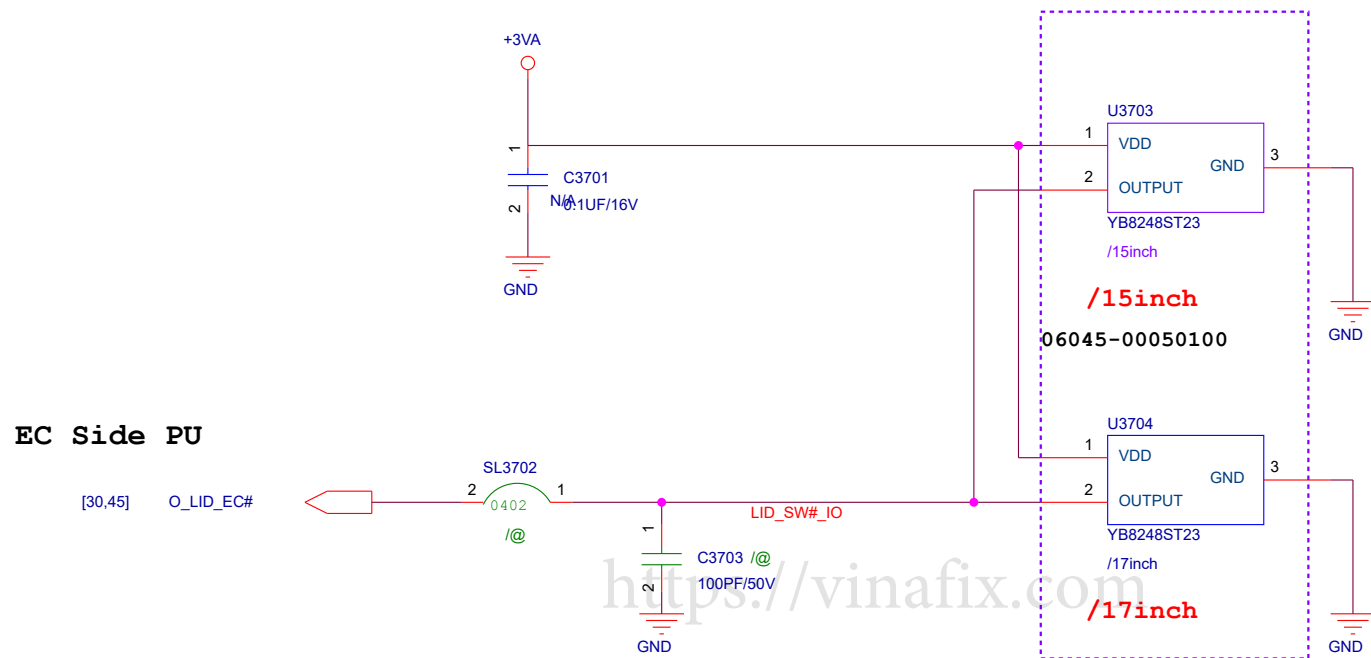 +3VA
1
C3701
N/A
0.1UF/16V
2
GND
U3703
1
VDD
GND
3
2
OUTPUT
YB8248ST23
/15inch
/15inch
06045-00050100
GND
EC Side PU
[30,45] O_LID_EC#
SL3702
2
1
0402
/@
LID_SW#_IO
1
C3703 /@
100PF/50V
2
GND
U3704
1
VDD
GND
3
2
OUTPUT
YB8248ST23
/17inch
/17inch
GND
https://vinafix.com